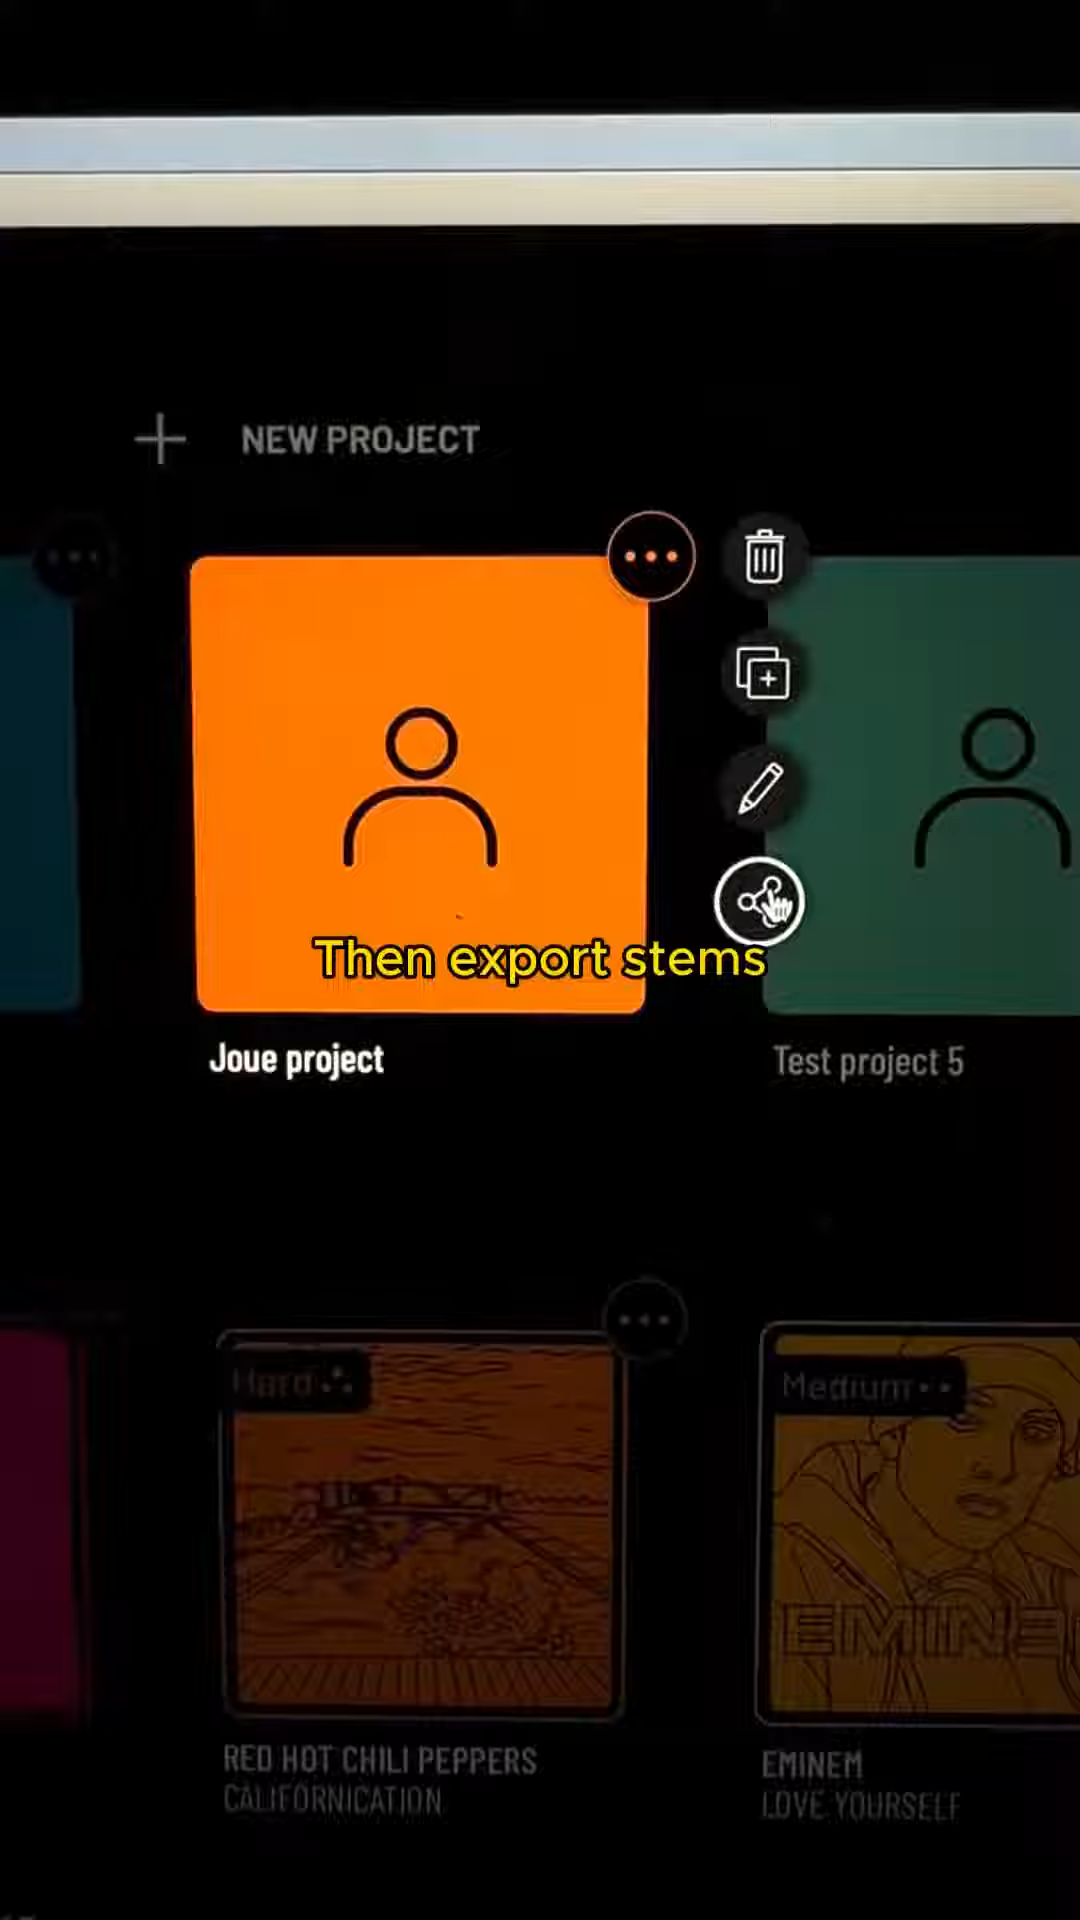 NEW PROJECT
Then export stems
Joue project
Test project 5
Hard
Medium
EMINE
RED HOT CHILI PEPPERS
CALIFORNICATION
EMINEM
LOVE YOURSELF